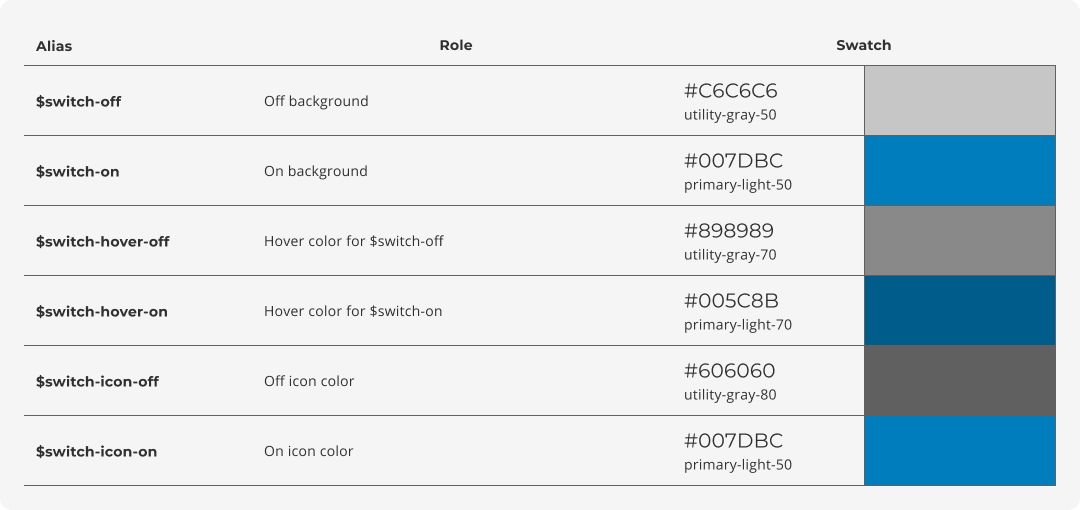 Alias Role Swatch
$switch-off Off background #C6C6C6
utility-gray-50
$switch-on On background #007DBC
primary-light-50
$switch-hover-off Hover color for $switch-off #898989
utility-gray-70
$switch-hover-on Hover color for $switch-on #005C8B
primary-light-70
$switch-icon-off Off icon color #606060
utility-gray-80
$switch-icon-on On icon color #007DBC
primary-light-50